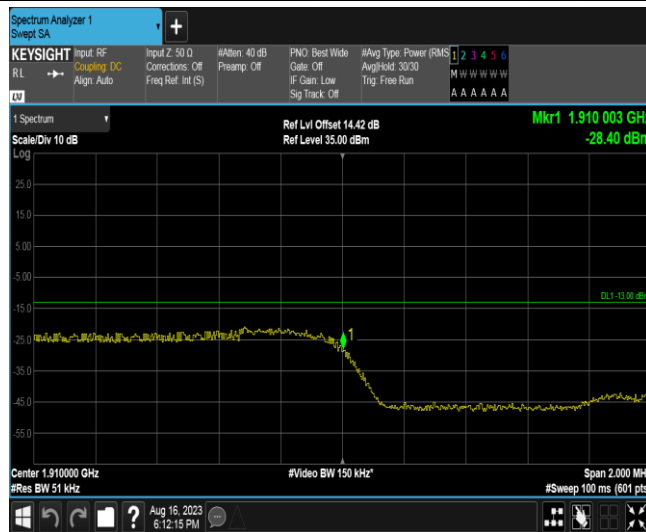 Spectrum Analyzer 1
Swept SA
KEYSIGHT
RL
LXI
Input: RF
Coupling: DC
Align: Auto
Input Z: 50 Ω
Corrections: Off
Freq Ref: Int (S)
#Atten: 40 dB
Preamp: Off
PNO: Best Wide
Gate: Off
IF Gain: Low
Sig Track: Off
#Avg Type: Power (RMS
Avg|Hold: 30/30
Trig: Free Run
1 2 3 4 5 6
M W W W W W
A A A A A A
1 Spectrum
Scale/Div 10 dB
Ref Lvl Offset 14.42 dB
Ref Level 35.00 dBm
Mkr1 1.910 003 GHz
-28.40 dBm
Log
25.0
15.0
5.00
-5.00
-15.0
-25.0
-35.0
-45.0
-55.0
DL1 -13.00 dBm
1
Center 1.910000 GHz
#Res BW 51 kHz
#Video BW 150 kHz*
Span 2.000 MH
#Sweep 100 ms (601 pts
?
Aug 16, 2023
6:12:15 PM